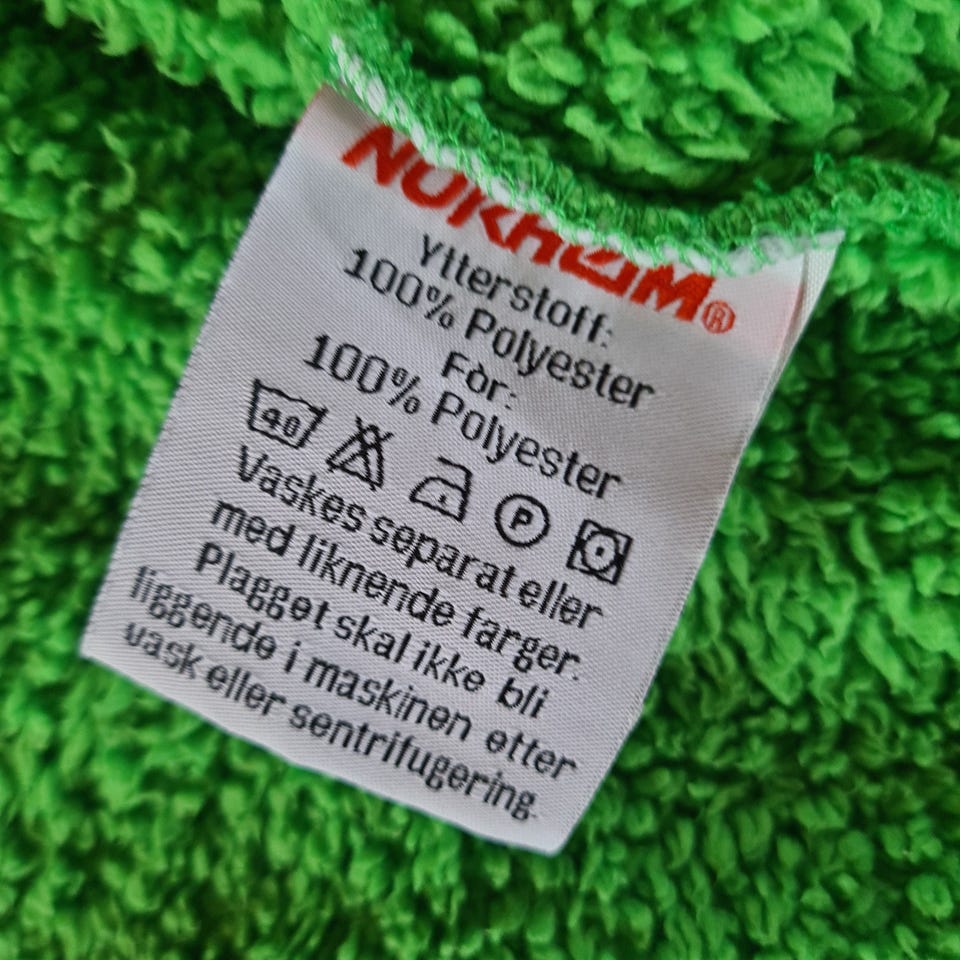 NORHEIM®
Ytterstoff:
100% Polyester
Fòr:
100% Polyester
40 P
Vaskes separat eller
med liknende farger.
Plagget skal ikke bli
liggende i maskinen etter
vask eller sentrifugering.